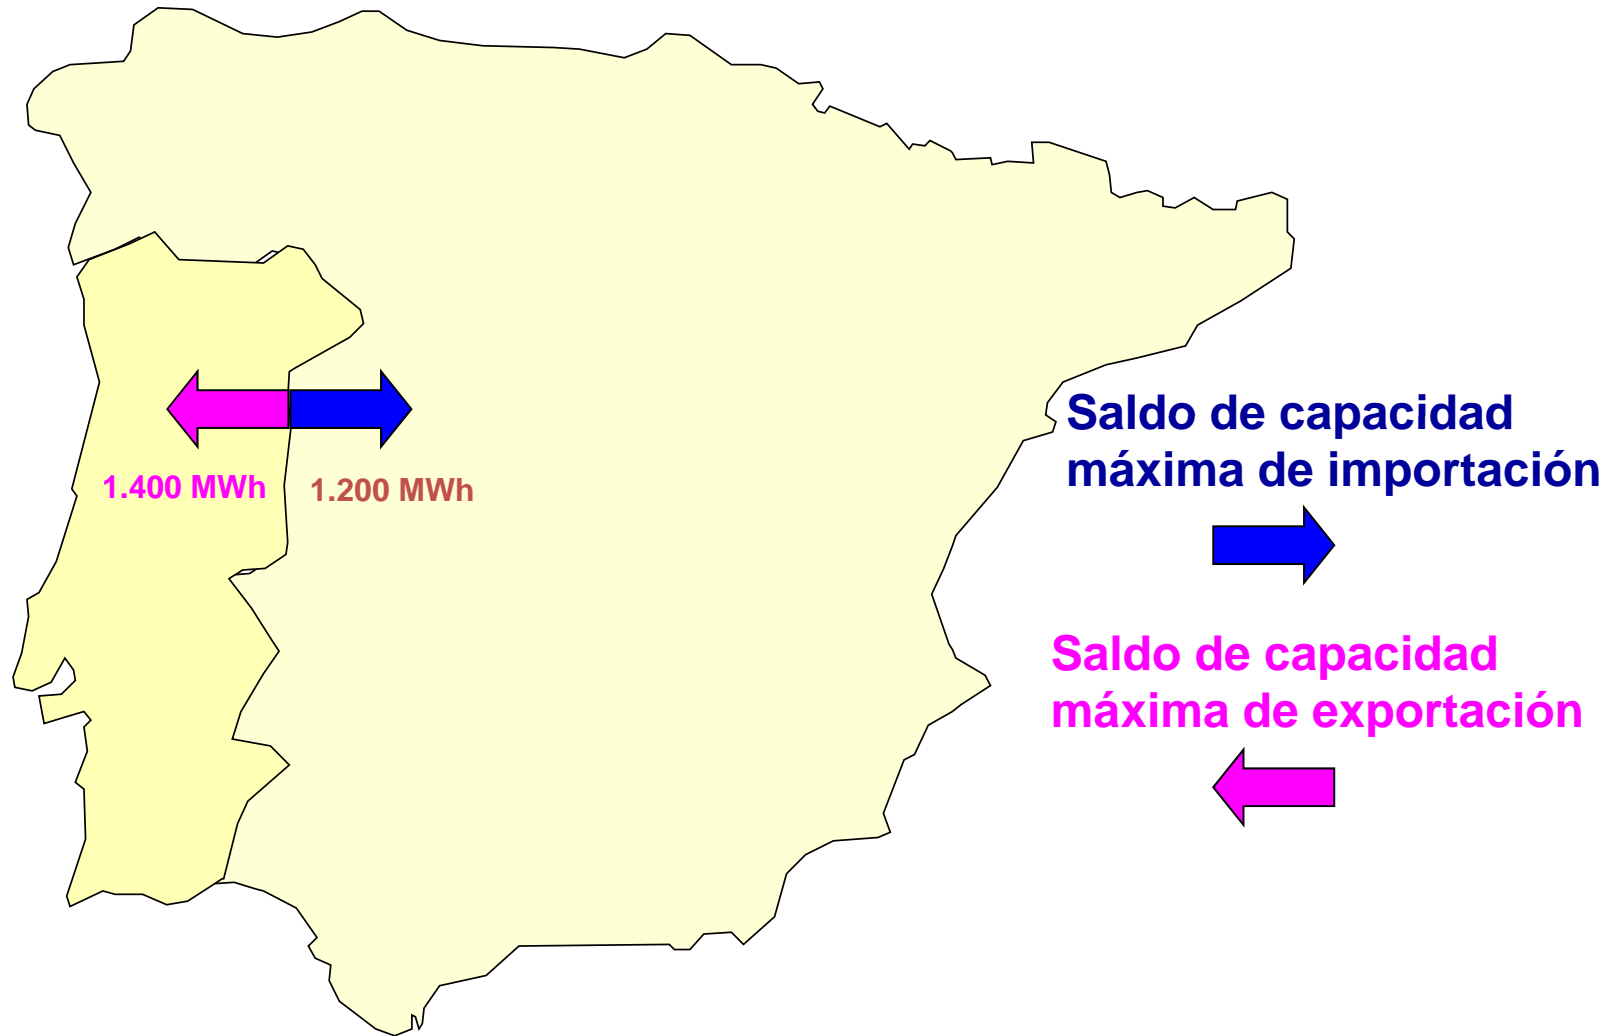 Saldo de capacidad
máxima de importación
1.400 MWh
1.200 MWh
Saldo de capacidad
máxima de exportación